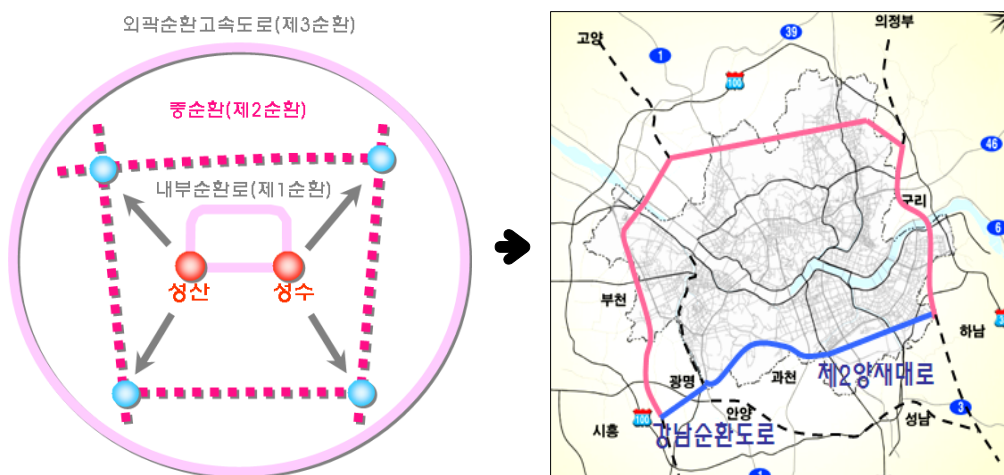 외곽순환고속도로(제3순환)
중순환(제2순환)
내부순환로(제1순환)
성산
성수
고양
의정부
39
1
100
46
구리
6
부천
하남
제2양재대로
광명
과천
안양
성남
3
시흥
100
강남순환도로
1